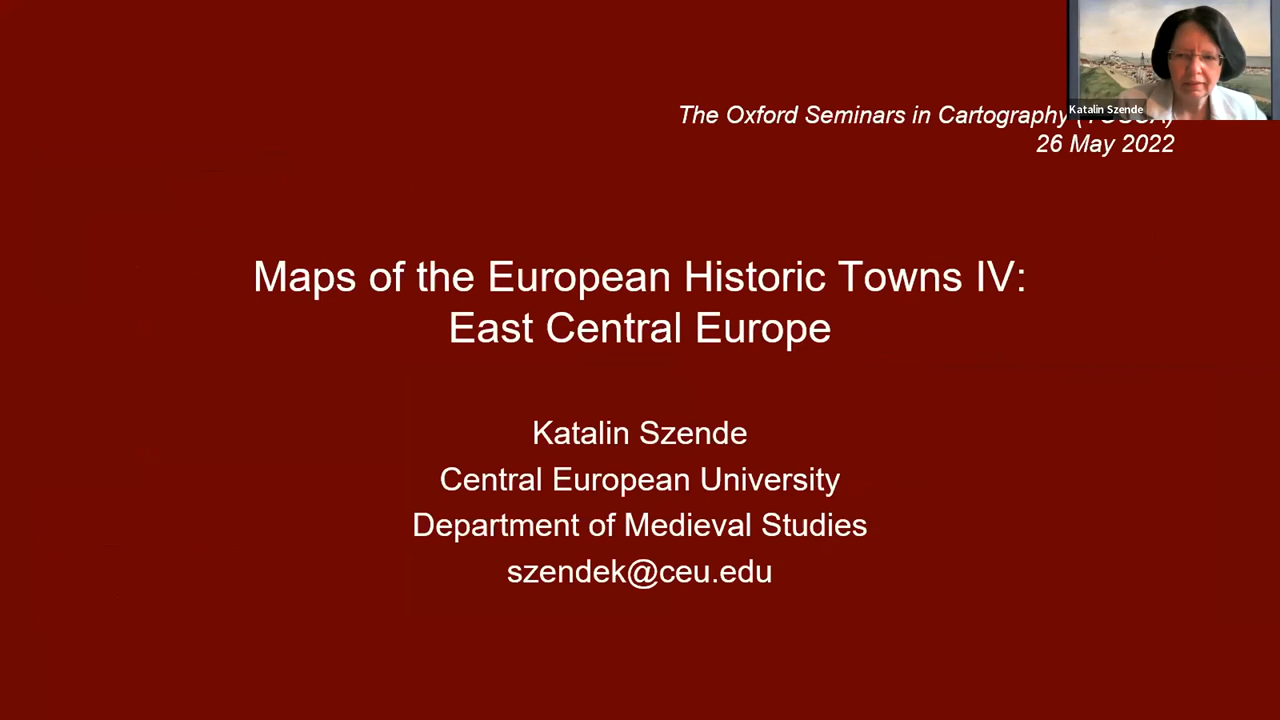 The Oxford Seminars in Cartography
26 May 2022
Katalin Szende
Maps of the European Historic Towns IV:
East Central Europe
Katalin Szende
Central European University
Department of Medieval Studies
szendek@ceu.edu